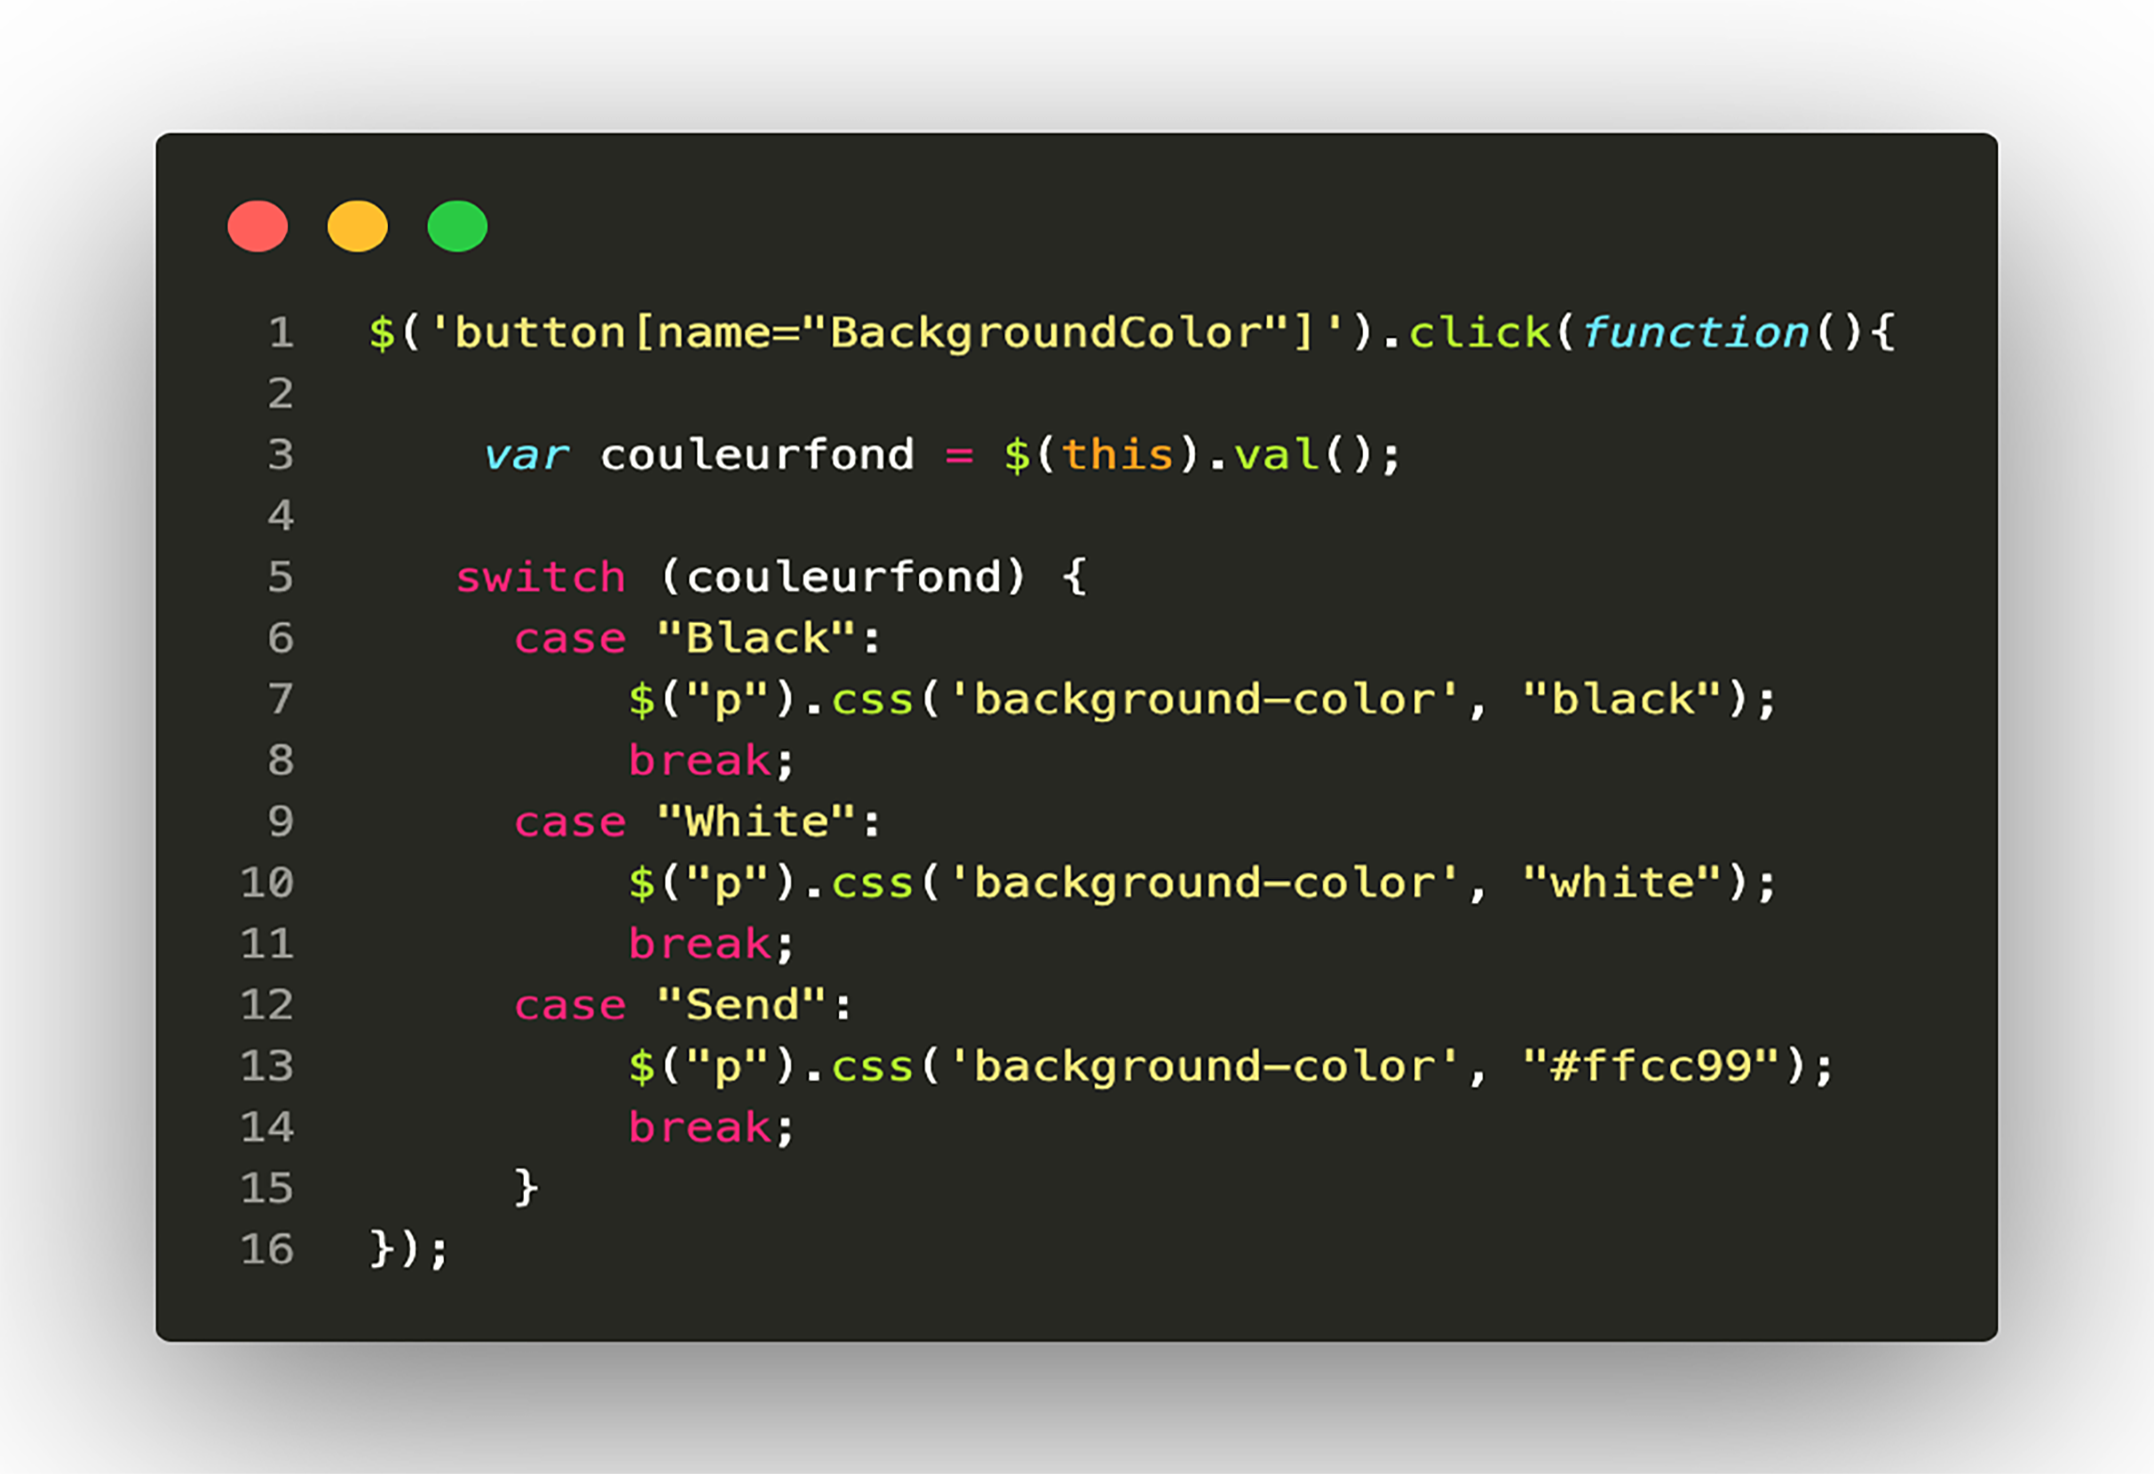 1 $('button[name="BackgroundColor"]').click(function(){
2
3 var couleurfond = $(this).val();
4
5 switch (couleurfond) {
6 case "Black":
7 $("p").css('background-color', "black");
8 break;
9 case "White":
10 $("p").css('background-color', "white");
11 break;
12 case "Send":
13 $("p").css('background-color', "#ffcc99");
14 break;
15 }
16 });